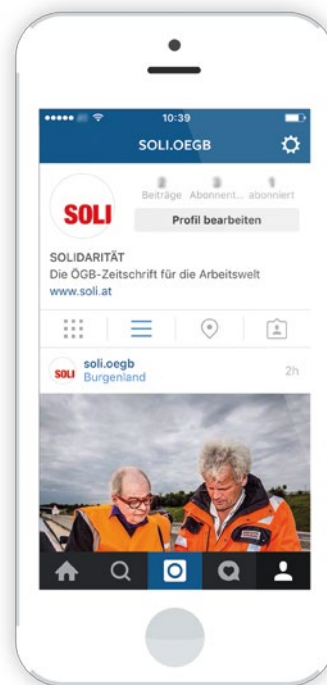 10:39
SOLI.OEGB
Beiträge Abonnent... abonniert
SOLI
Profil bearbeiten
SOLIDARITÄT
Die ÖGB-Zeitschrift für die Arbeitswelt
www.soli.at
SOLI
soli.oegb
2h
Burgenland